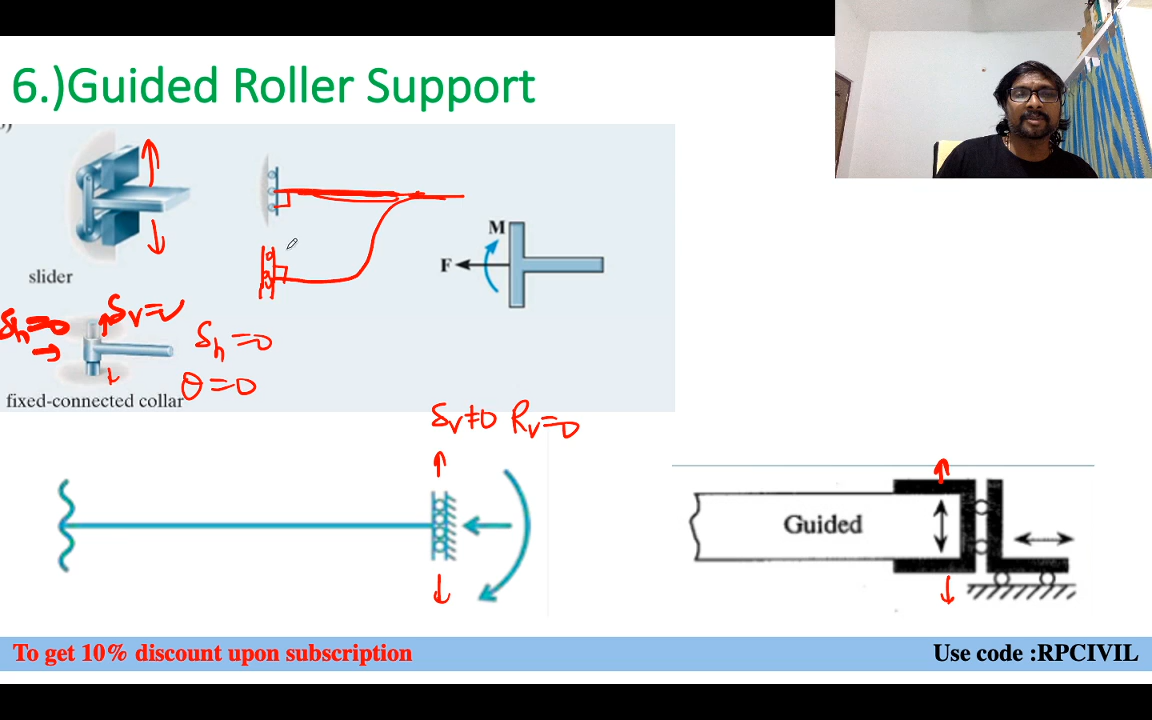 6.)Guided Roller Support
slider
M
F
δh=0
δv=✓
δh=0
θ=0
fixed-connected collar
δv≠0 Rv=0
Guided
To get 10% discount upon subscription
Use code :RPCIVIL